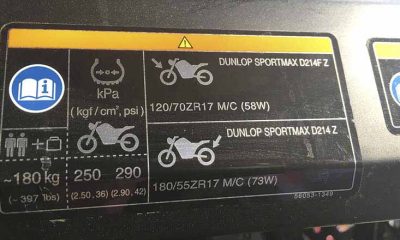 DUNLOP SPORTMAX D214F Z
kPa
(kgf / cm², psi)
120/70ZR17 M/C (58W)
DUNLOP SPORTMAX D214 Z
~180 kg
250 290
(~ 397 lbs)
(2.50, 36) (2.90, 42)
180/55ZR17 M/C (73W)